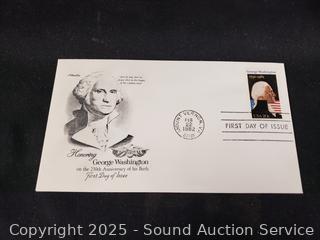 George Washington
MOUNT VERNON, VA
FEB
22
1982
USA 20c
FIRST DAY OF ISSUE
Honoring
George Washington
on the 250th Anniversary of his Birth
First Day of Issue
Copyright 2025 - Sound Auction Service